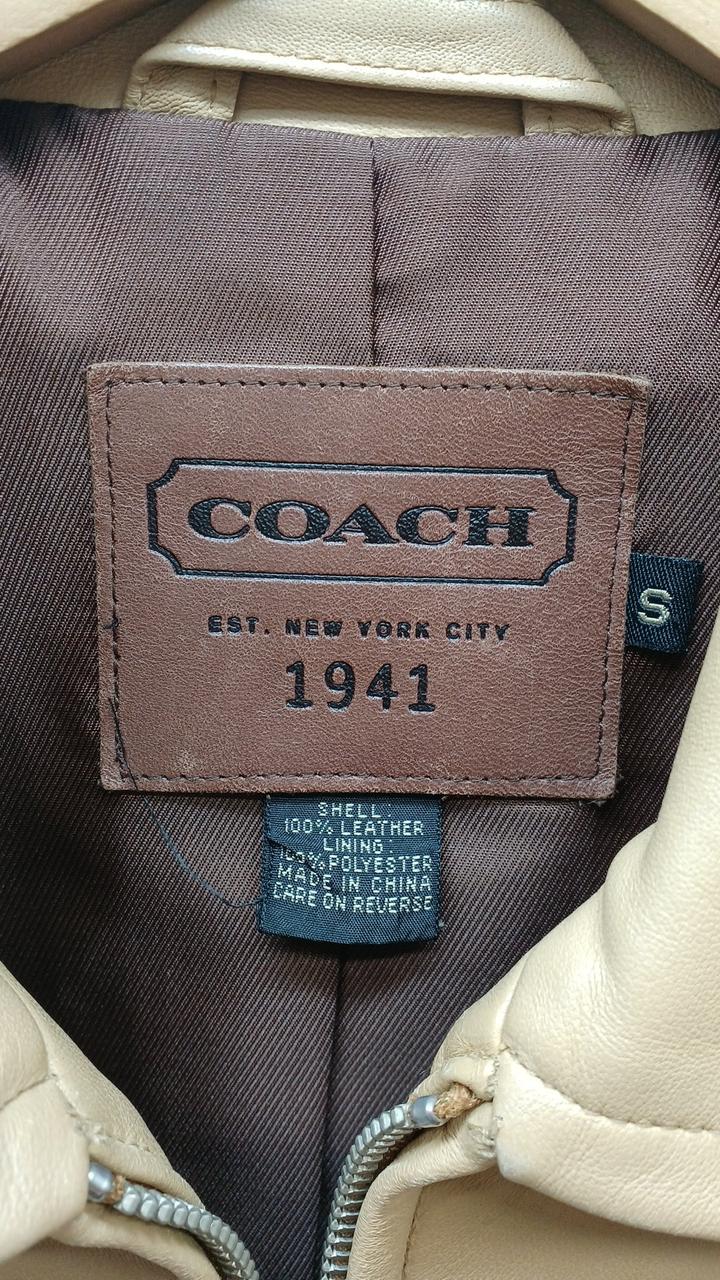 COACH
EST. NEW YORK CITY
1941
S
SHELL:
100% LEATHER
LINING:
100% POLYESTER
MADE IN CHINA
CARE ON REVERSE